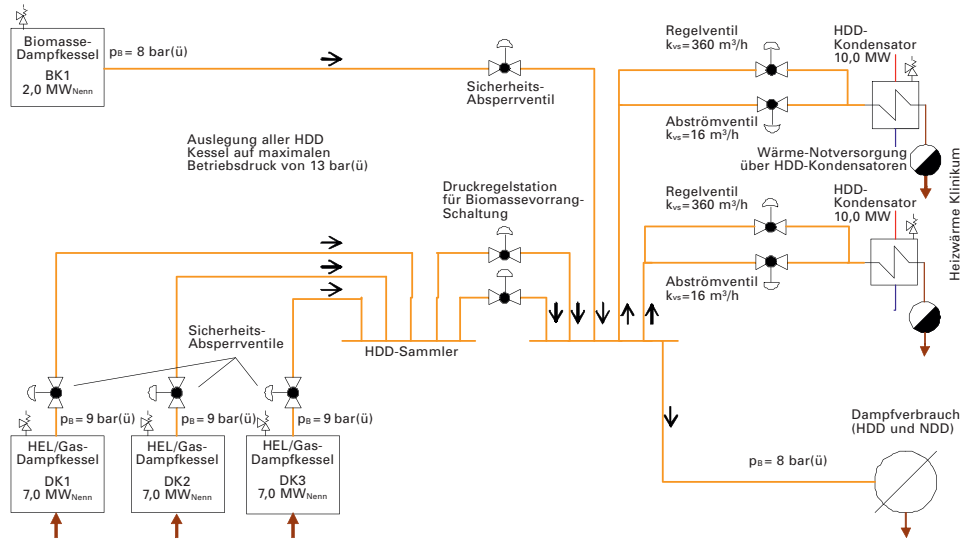 Biomasse-
Dampfkessel
BK1
2,0 MWNenn
pB = 8 bar(ü)
Sicherheits-
Absperrventil
Auslegung aller HDD
Kessel auf maximalen
Betriebsdruck von 13 bar(ü)
Regelventil
kvs=360 m³/h
HDD-
Kondensator
10,0 MW
Abströmventil
kvs=16 m³/h
Wärme-Notversorgung
über HDD-Kondensatoren
Druckregelstation
für Biomassevorrang-
Schaltung
Regelventil
kvs=360 m³/h
HDD-
Kondensator
10,0 MW
Abströmventil
kvs=16 m³/h
Heizwärme Klinikum
Sicherheits-
Absperrventile
HDD-Sammler
pB = 9 bar(ü)
pB = 9 bar(ü)
pB = 9 bar(ü)
HEL/Gas-
Dampfkessel
DK1
7,0 MWNenn
HEL/Gas-
Dampfkessel
DK2
7,0 MWNenn
HEL/Gas-
Dampfkessel
DK3
7,0 MWNenn
pB = 8 bar(ü)
Dampfverbrauch
(HDD und NDD)